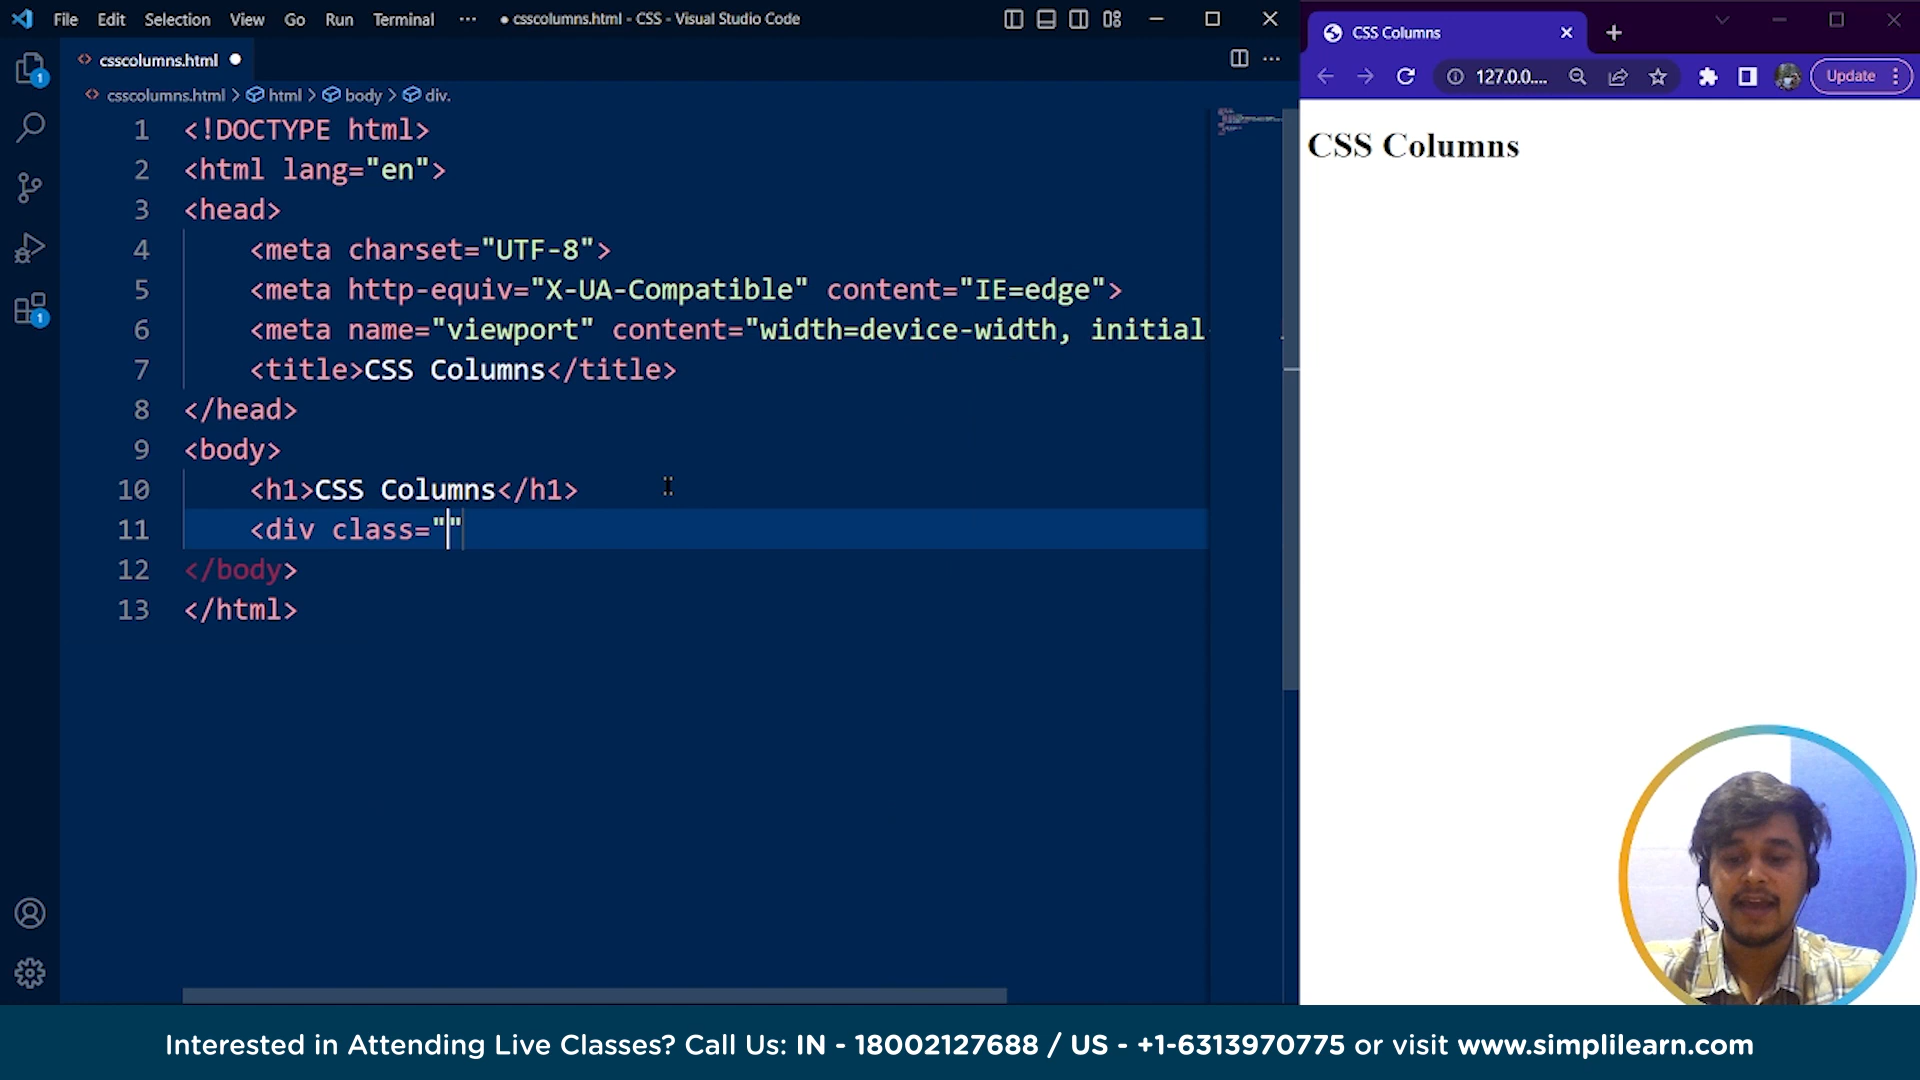 File Edit Selection View Go Run Terminal ··· ● csscolumns.html - CSS - Visual Studio Code
csscolumns.html
csscolumns.html > html > body > div.
1 <!DOCTYPE html>
2 <html lang="en">
3 <head>
4 <meta charset="UTF-8">
5 <meta http-equiv="X-UA-Compatible" content="IE=edge">
6 <meta name="viewport" content="width=device-width, initial-
7 <title>CSS Columns</title>
8 </head>
9 <body>
10 <h1>CSS Columns</h1>
11 <div class=""
12 </body>
13 </html>
1
1
CSS Columns
127.0.0....
Update
CSS Columns
Interested in Attending Live Classes? Call Us: IN - 18002127688 / US - +1-6313970775 or visit www.simplilearn.com